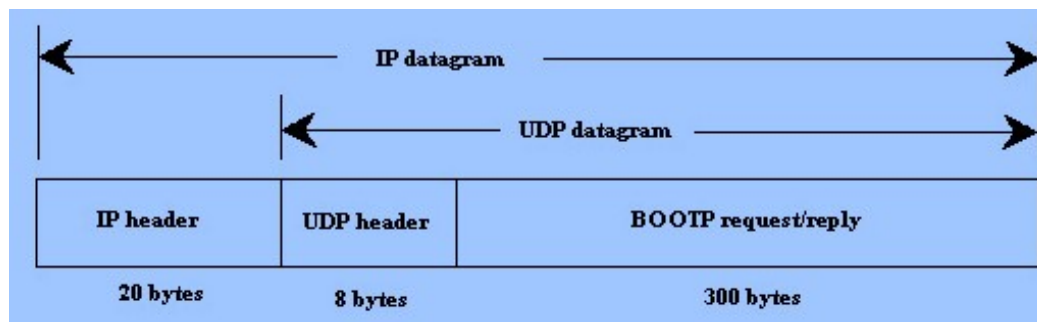 IP datagram
UDP datagram
IP header
UDP header
BOOTP request/reply
20 bytes
8 bytes
300 bytes